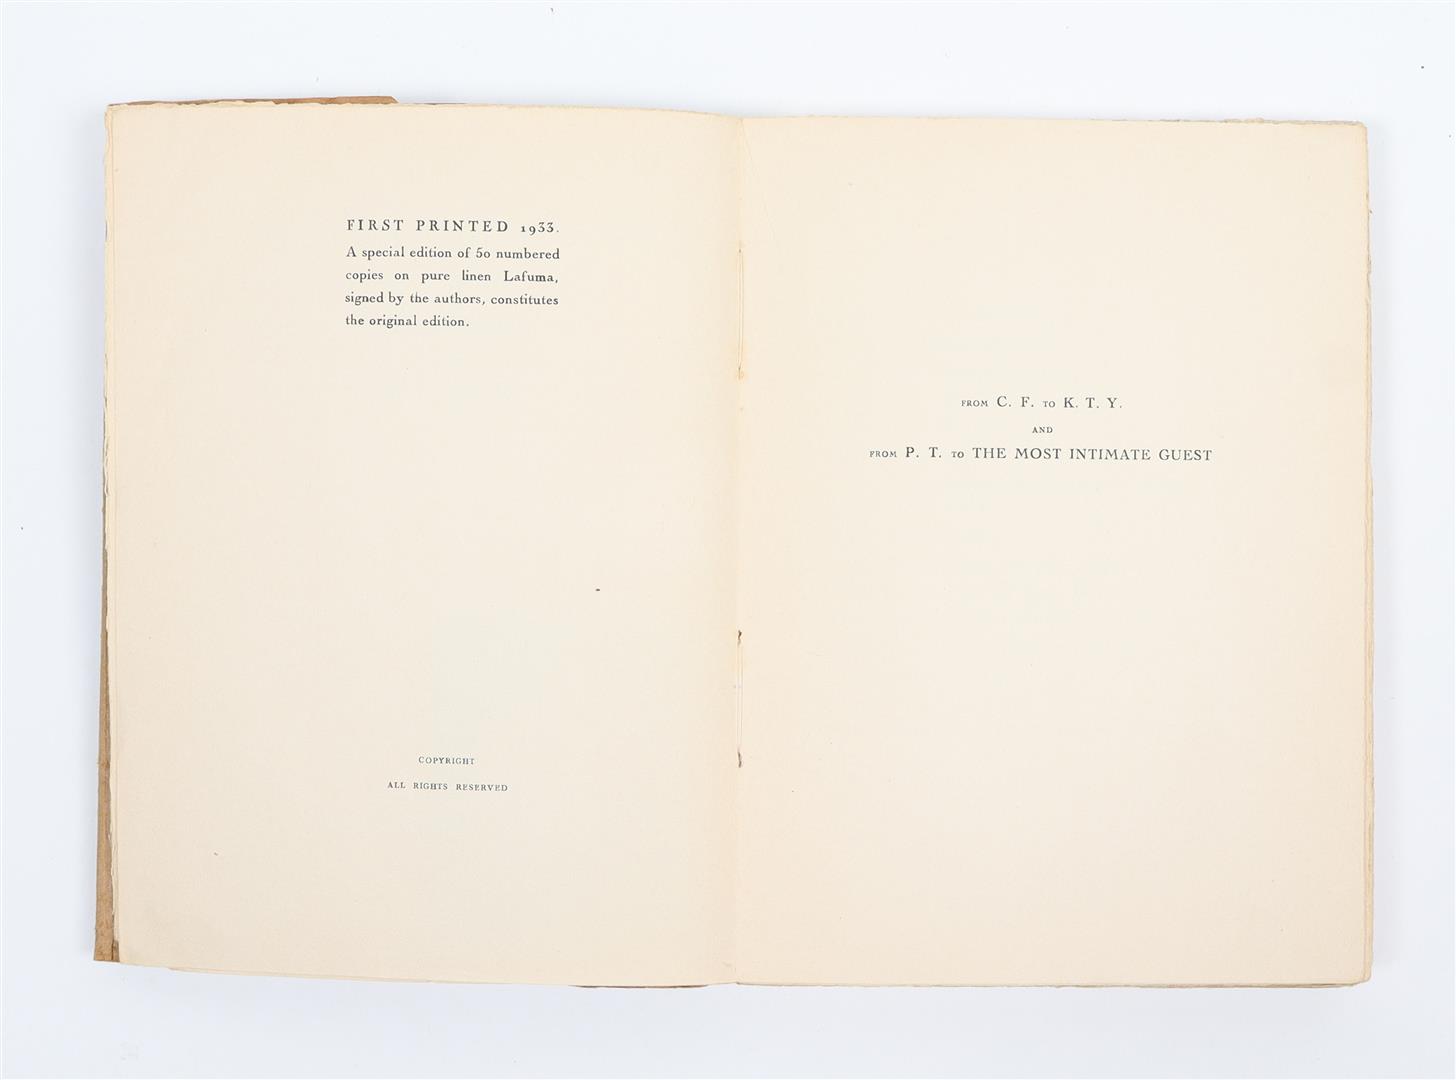 FIRST PRINTED 1933.
A special edition of 50 numbered
copies on pure linen Lafuma,
signed by the authors, constitutes
the original edition.
COPYRIGHT
ALL RIGHTS RESERVED
FROM C. F. TO K. T. Y.
AND
FROM P. T. TO THE MOST INTIMATE GUEST